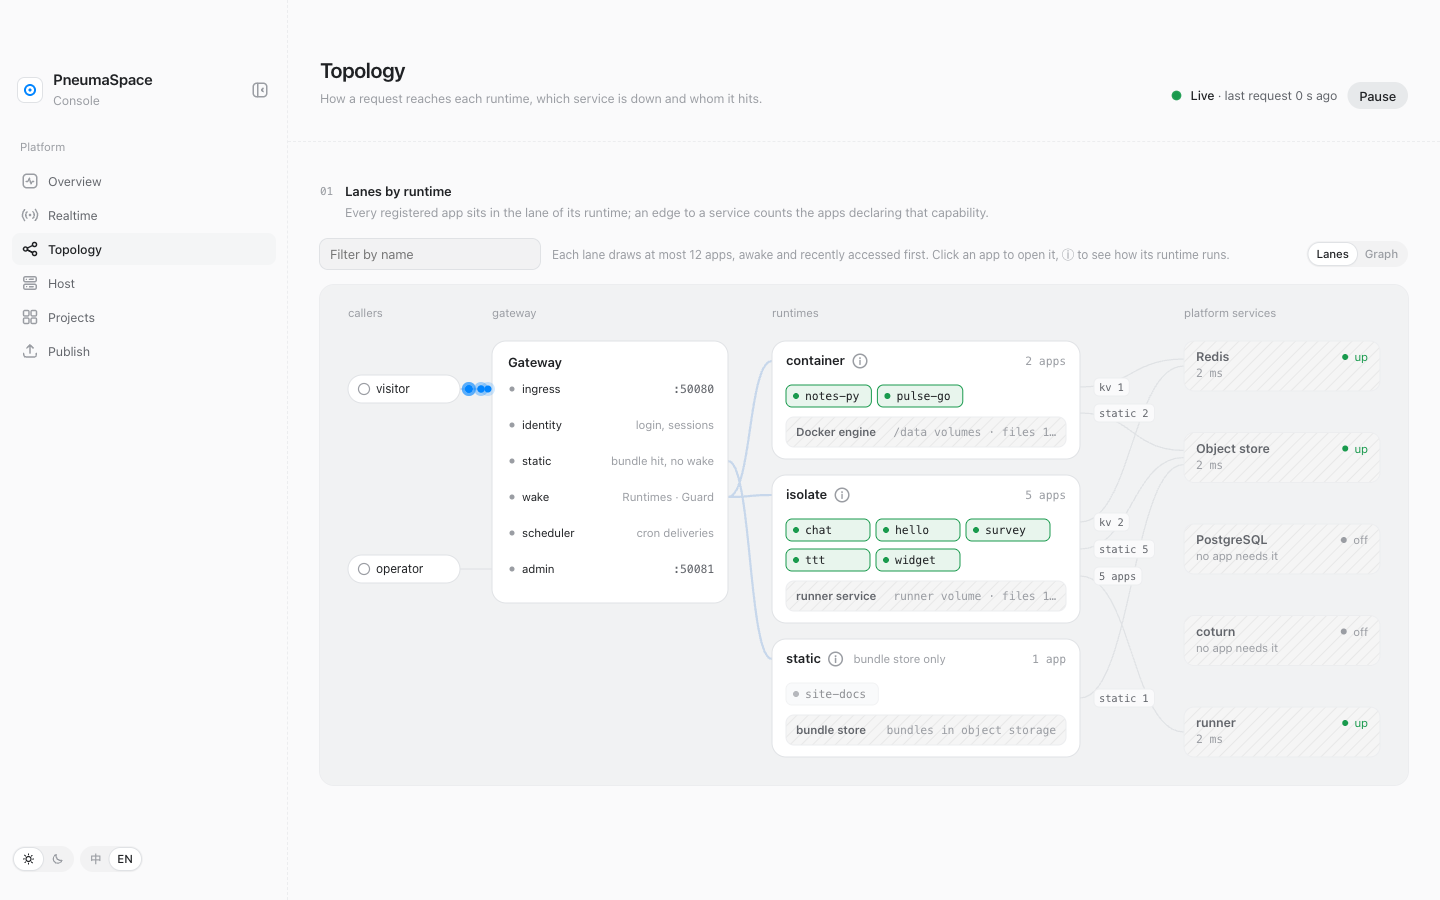 PneumaSpace
Console
Platform
Overview
Realtime
Topology
Host
Projects
Publish
中 EN
Topology
How a request reaches each runtime, which service is down and whom it hits.
Live · last request 0 s ago
Pause
01 Lanes by runtime
Every registered app sits in the lane of its runtime; an edge to a service counts the apps declaring that capability.
Filter by name
Each lane draws at most 12 apps, awake and recently accessed first. Click an app to open it, ⓘ to see how its runtime runs.
Lanes Graph
callers
visitor
operator
gateway
Gateway
ingress :50080
identity login, sessions
static bundle hit, no wake
wake Runtimes · Guard
scheduler cron deliveries
admin :50081
runtimes
container 2 apps
notes-py pulse-go
Docker engine /data volumes · files 1…
isolate 5 apps
chat hello survey
ttt widget
runner service runner volume · files 1…
static bundle store only 1 app
site-docs
bundle store bundles in object storage
kv 1
static 2
kv 2
static 5
5 apps
static 1
platform services
Redis up
2 ms
Object store up
2 ms
PostgreSQL off
no app needs it
coturn off
no app needs it
runner up
2 ms